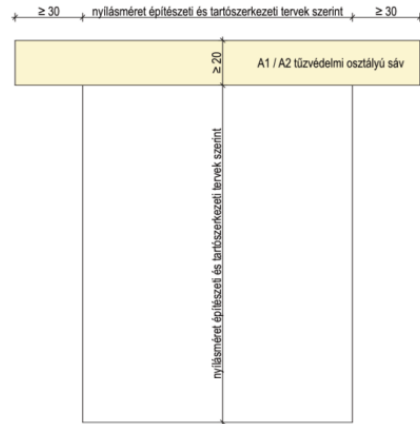 ≥ 30 nyílásméret építészeti és tartószerkezeti tervek szerint ≥ 30
≥ 20
A1 / A2 tűzvédelmi osztályú sáv
nyílásméret építészeti és tartószerkezeti tervek szerint